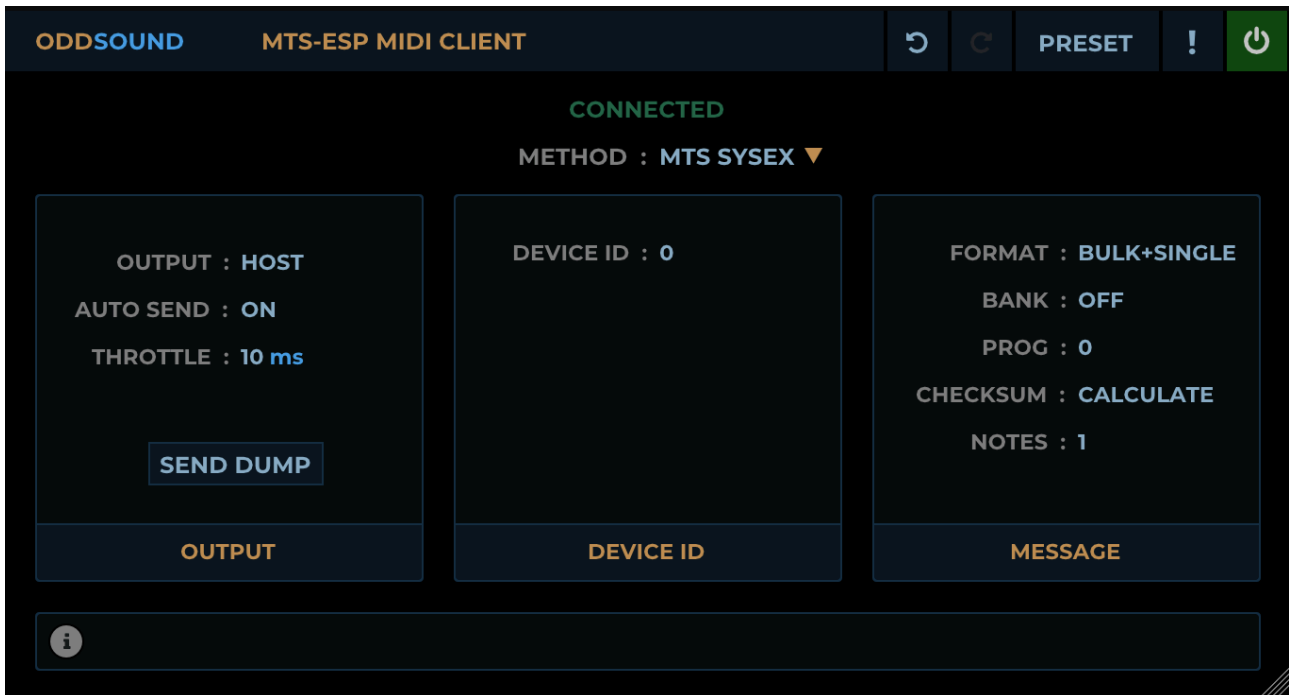 ODDSOUND MTS-ESP MIDI CLIENT PRESET !
CONNECTED
METHOD : MTS SYSEX
OUTPUT : HOST
AUTO SEND : ON
THROTTLE : 10 ms
SEND DUMP
OUTPUT
DEVICE ID : 0
DEVICE ID
FORMAT : BULK+SINGLE
BANK : OFF
PROG : 0
CHECKSUM : CALCULATE
NOTES : 1
MESSAGE
i